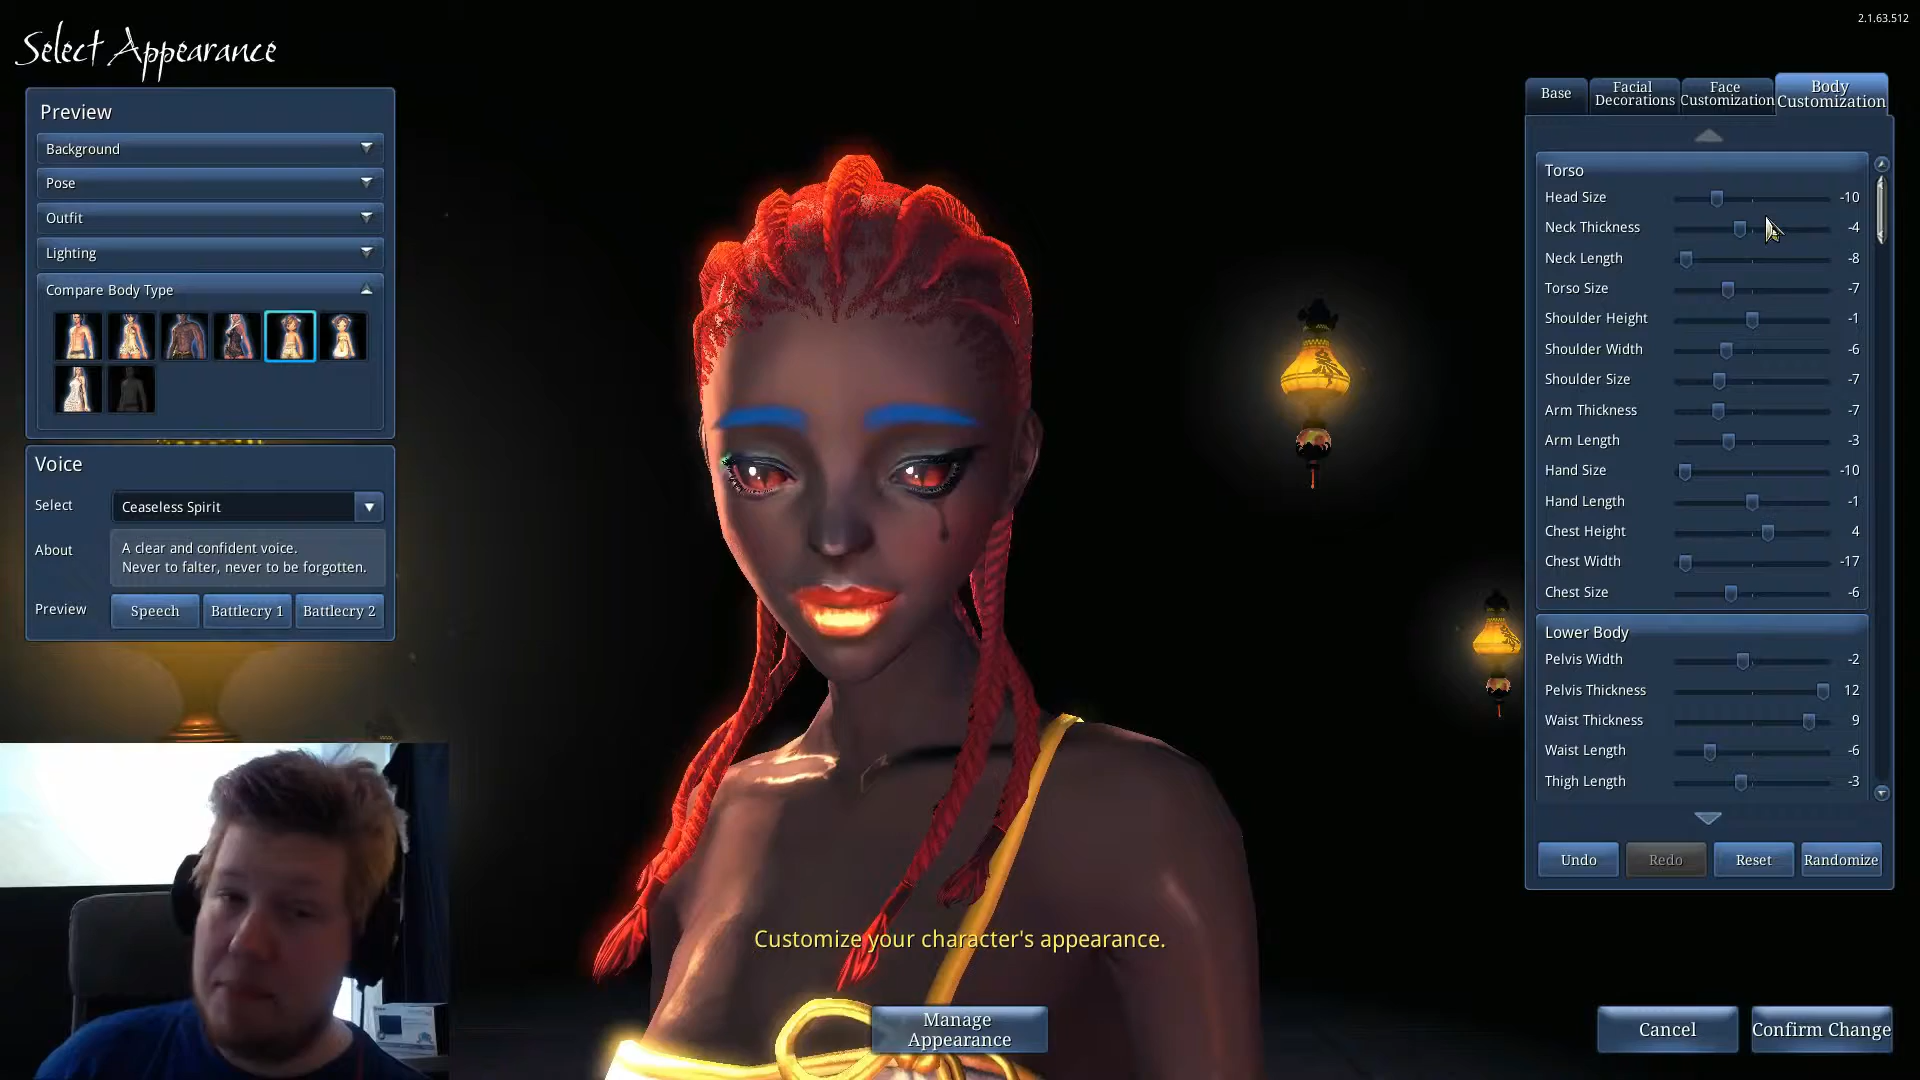 2.1.63.512
Select Appearance
Preview
Background
Pose
Outfit
Lighting
Compare Body Type
Voice
Select
Ceaseless Spirit
About
A clear and confident voice.
Never to falter, never to be forgotten.
Preview
Speech
Battlecry 1
Battlecry 2
Base
Facial
Decorations
Face
Customization
Body
Customization
Torso
Head Size -10
Neck Thickness -4
Neck Length -8
Torso Size -7
Shoulder Height -1
Shoulder Width -6
Shoulder Size -7
Arm Thickness -7
Arm Length -3
Hand Size -10
Hand Length -1
Chest Height 4
Chest Width -17
Chest Size -6
Lower Body
Pelvis Width -2
Pelvis Thickness 12
Waist Thickness 9
Waist Length -6
Thigh Length -3
Undo
Redo
Reset
Randomize
Customize your character's appearance.
Manage
Appearance
Cancel
Confirm Change